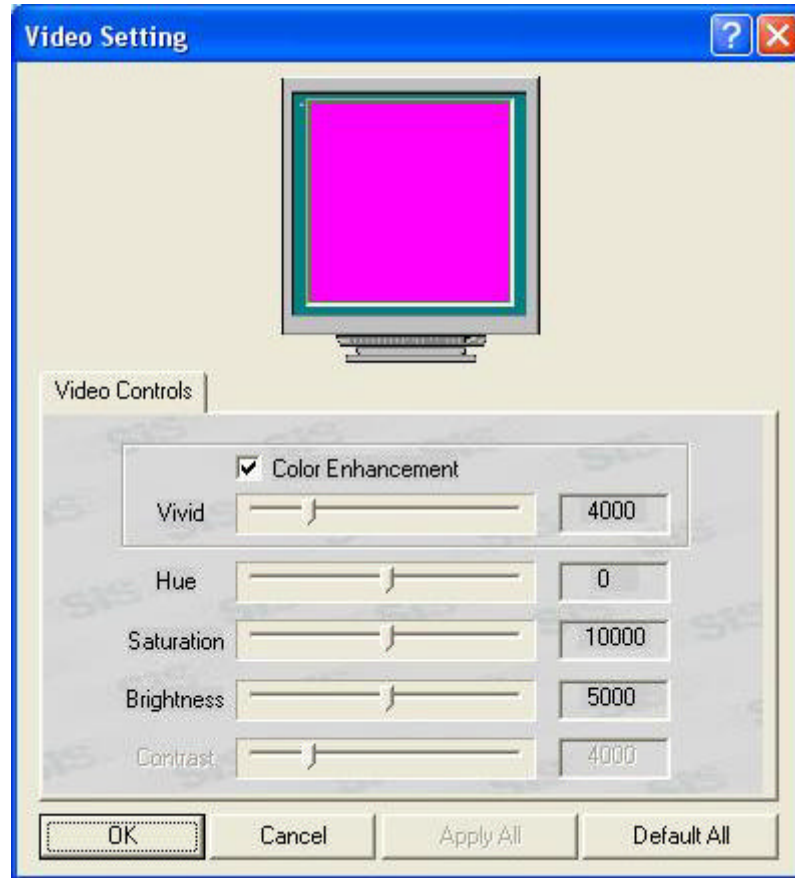 Video Setting
Video Controls
Color Enhancement
Vivid 4000
Hue 0
Saturation 10000
Brightness 5000
Contrast 4000
OK Cancel Apply All Default All
SiS